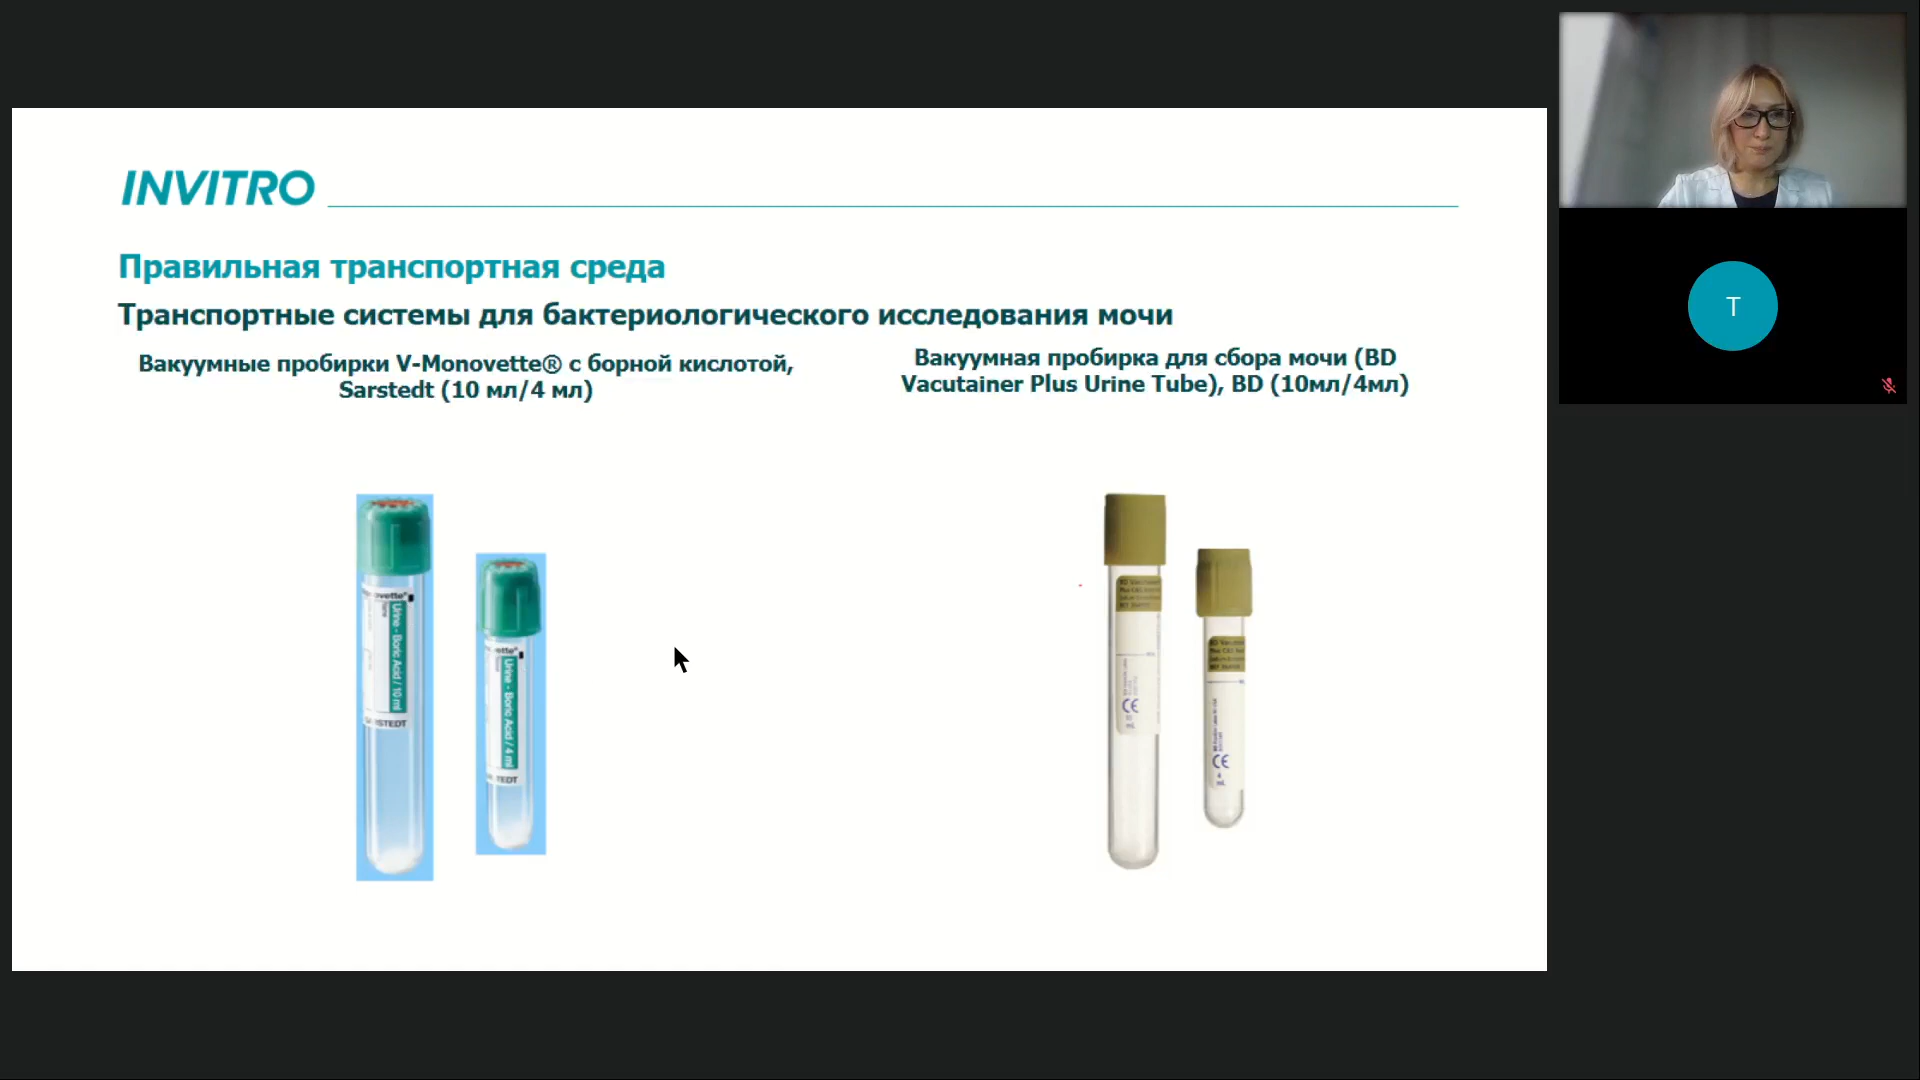 INVITRO
Правильная транспортная среда
Транспортные системы для бактериологического исследования мочи
Вакуумные пробирки V-Monovette® с борной кислотой,
Sarstedt (10 мл/4 мл)
Вакуумная пробирка для сбора мочи (BD
Vacutainer Plus Urine Tube), BD (10мл/4мл)
Urine - Boric Acid / 10 ml
Urine - Boric Acid / 4 ml
CE
CE
T